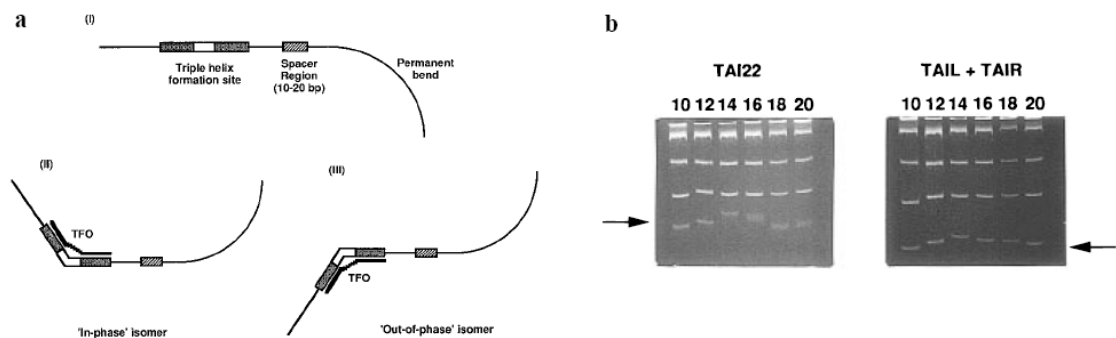 a
(I)
Triple helix
formation site
Spacer
Region
(10-20 bp)
Permanent
bend
(II)
TFO
'In-phase' isomer
(III)
TFO
'Out-of-phase' isomer
b
TAI22
10 12 14 16 18 20
TAIL + TAIR
10 12 14 16 18 20